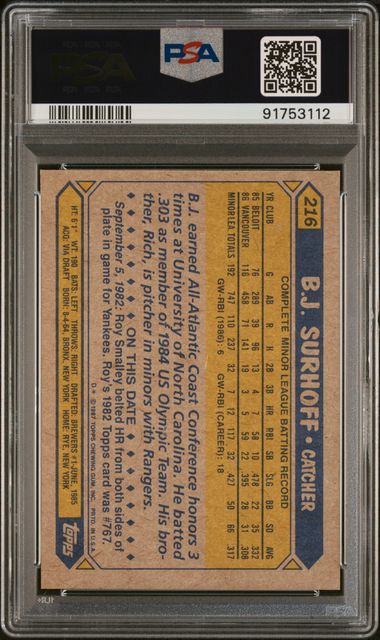 PSA
91753112
216 B.J. SURHOFF • CATCHER
COMPLETE MINOR LEAGUE BATTING RECORD
YR CLUB G AB R H 2B 3B HR RBI SB SLG BB SO AVG
85 BELOIT 76 289 39 96 13 4 7 58 10 .478 22 35 .332
86 VANCOUVER 116 458 71 141 19 3 5 59 22 .395 28 31 .308
MINOR LEA TOTALS 192 747 110 237 32 7 12 117 32 .427 50 66 .317
GW-RBI (1986): 6 GW-RBI (CAREER): 18
B.J. earned All-Atlantic Coast Conference honors 3
times at University of North Carolina. He batted
.303 as member of 1984 US Olympic Team. His bro-
ther, Rich, is pitcher in minors with Rangers.
ON THIS DATE
September 5, 1982: Roy Smalley belted HR from both sides of
plate in game for Yankees. Roy's 1982 Topps card was #767.
D* © 1987 TOPPS CHEWING GUM, INC. PRTD. IN U.S.A.
HT: 6'1" WT: 190 BATS: LEFT THROWS: RIGHT DRAFTED: BREWERS #1-JUNE, 1985
ACQ: VIA DRAFT BORN: 8-4-64, BRONX, NEW YORK HOME: RYE, NEW YORK
Topps